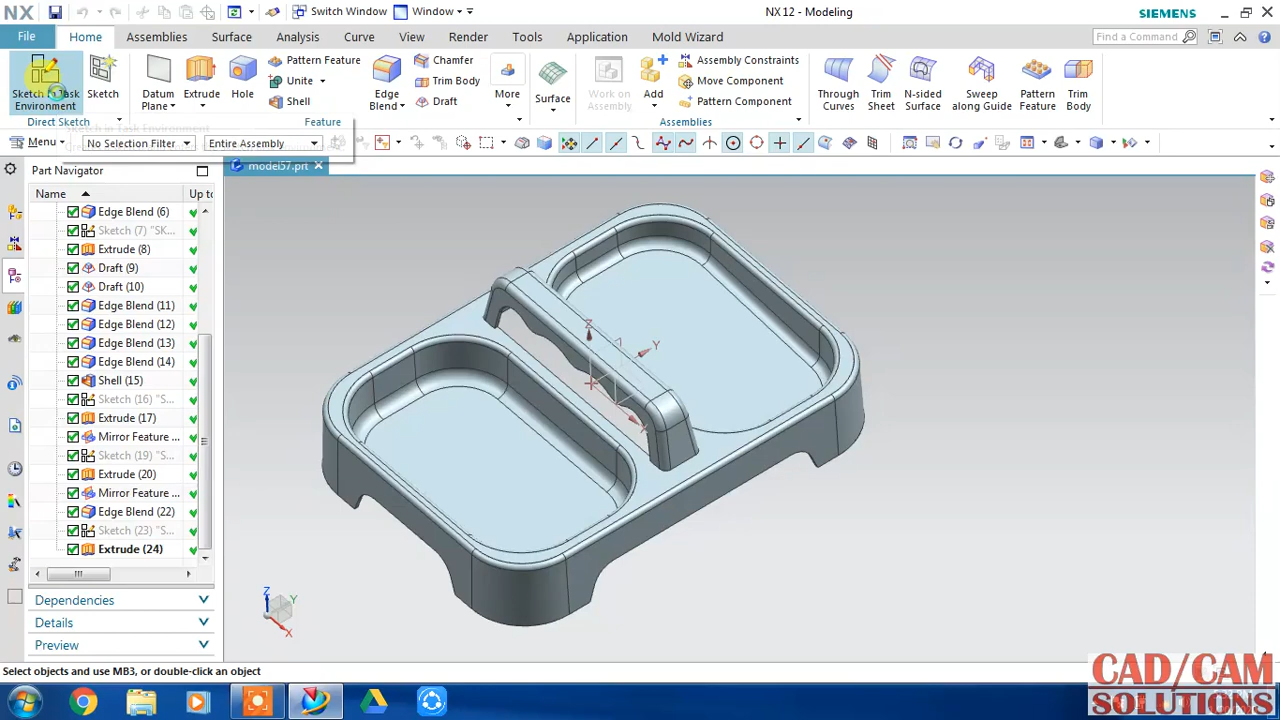 NX Switch Window Window NX 12 - Modeling SIEMENS
File Home Assemblies Surface Analysis Curve View Render Tools Application Mold Wizard Find a Command
Sketch in Task Environment Sketch Datum Plane Extrude Hole Pattern Feature Unite Shell Edge Blend Chamfer Trim Body Draft More Surface Work on Assembly Add Assembly Constraints Move Component Pattern Component Through Curves Trim Sheet N-sided Surface Sweep along Guide Pattern Feature Trim Body
Direct Sketch Feature Assemblies
Sketch in Task Environment
Menu No Selection Filter Entire Assembly
Part Navigator model57.prt
Name Up to
Edge Blend (6)
Sketch (7) "SK...
Extrude (8)
Draft (9)
Draft (10)
Edge Blend (11)
Edge Blend (12)
Edge Blend (13)
Edge Blend (14)
Shell (15)
Sketch (16) "S...
Extrude (17)
Mirror Feature ...
Sketch (19) "S...
Extrude (20)
Mirror Feature ...
Edge Blend (22)
Sketch (23) "S...
Extrude (24)
Z
Y
X
Z
Y
X
Dependencies
Details
Preview
Select objects and use MB3, or double-click an object
CAD/CAM
SOLUTIONS